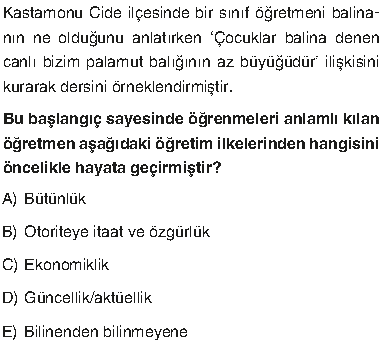 Kastamonu Cide ilçesinde bir sınıf öğretmeni balina-
nın ne olduğunu anlatırken ‘Çocuklar balina denen
canlı bizim palamut balığının az büyüğüdür’ ilişkisini
kurarak dersini örneklendirmiştir.
Bu başlangıç sayesinde öğrenmeleri anlamlı kılan
öğretmen aşağıdaki öğretim ilkelerinden hangisini
öncelikle hayata geçirmiştir?
A) Bütünlük
B) Otoriteye itaat ve özgürlük
C) Ekonomiklik
D) Güncellik/aktüellik
E) Bilinenden bilinmeyene